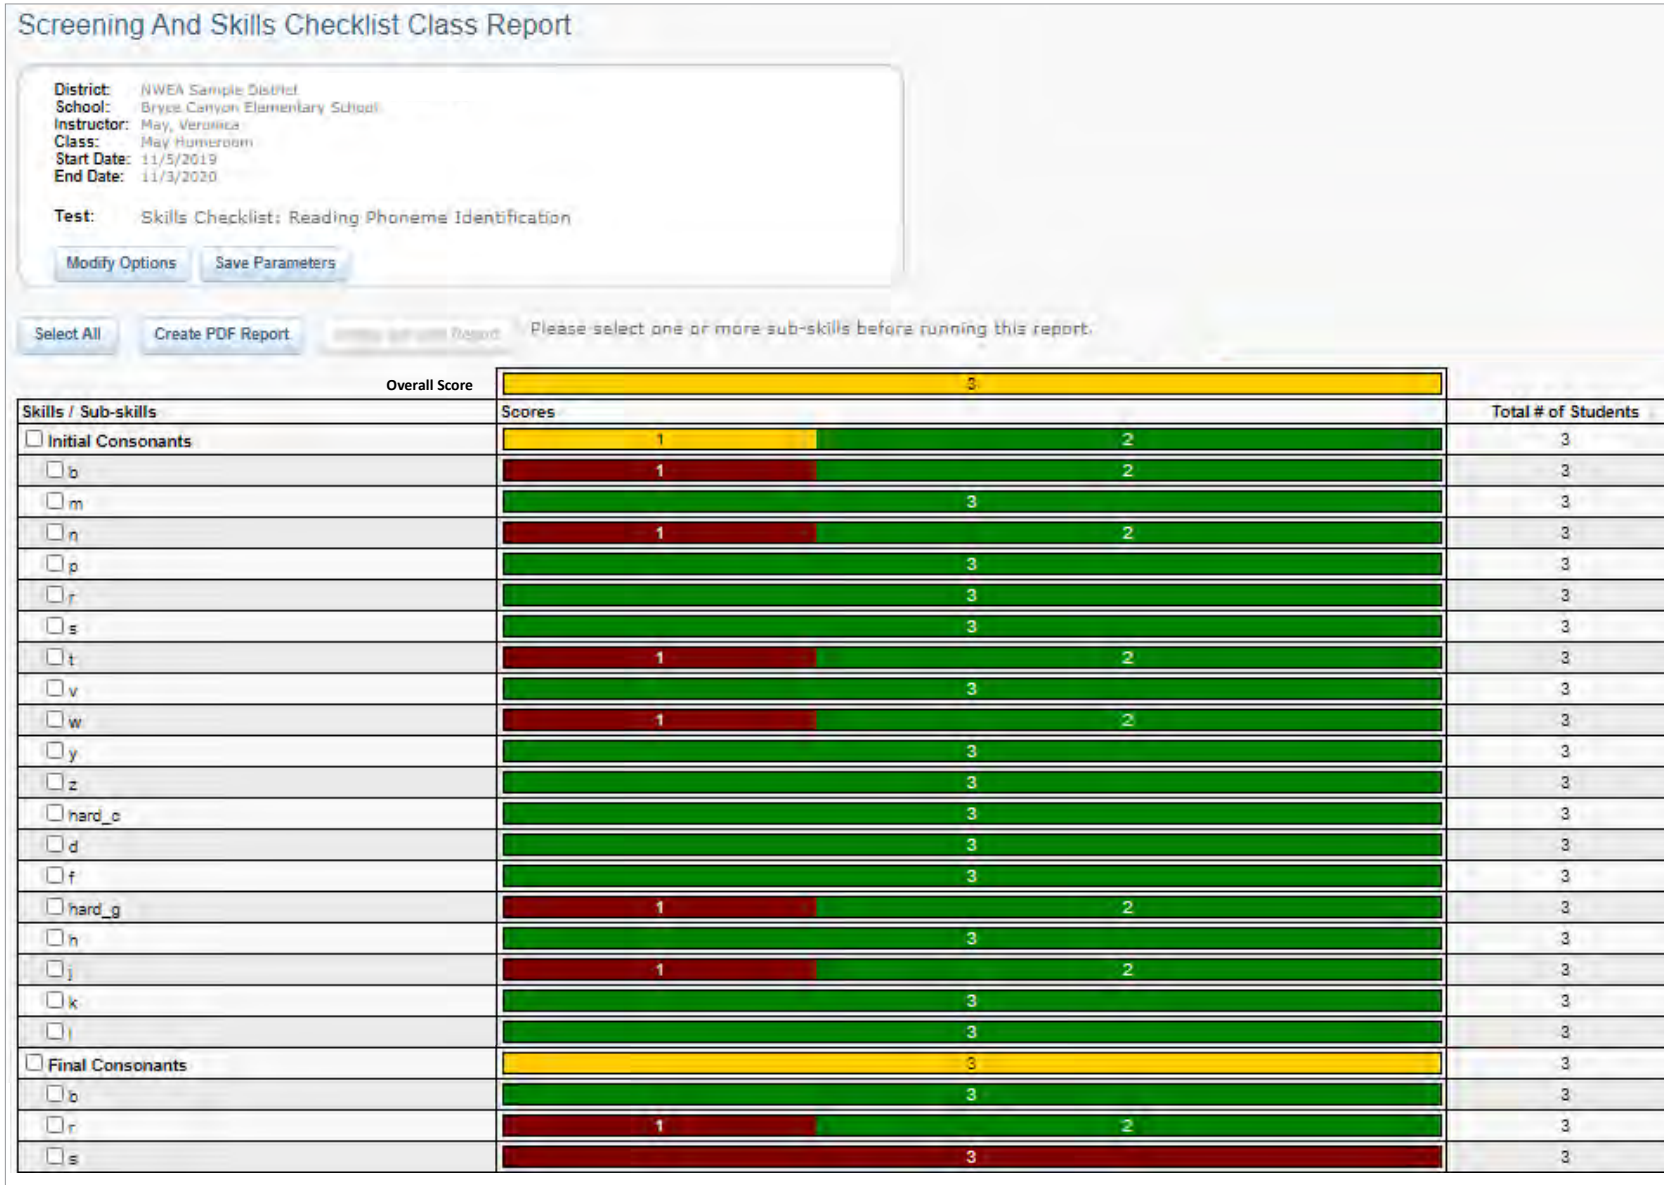 Screening And Skills Checklist Class Report
District: NWEA Sample District
School: Bryce Canyon Elementary School
Instructor: May, Veronica
Class: May Homeroom
Start Date: 11/5/2019
End Date: 11/3/2020
Test: Skills Checklist: Reading Phoneme Identification
Modify Options Save Parameters
Select All Create PDF Report Report Please select one or more sub-skills before running this report.
Overall Score 3
Skills / Sub-skills Scores Total # of Students
Initial Consonants 1 2 3
b 1 2 3
m 3 3
n 1 2 3
p 3 3
r 3 3
s 3 3
t 1 2 3
v 3 3
w 1 2 3
y 3 3
z 3 3
hard_c 3 3
d 3 3
f 3 3
hard_g 1 2 3
h 3 3
j 1 2 3
k 3 3
l 3 3
Final Consonants 3 3
b 3 3
r 1 2 3
s 3 3